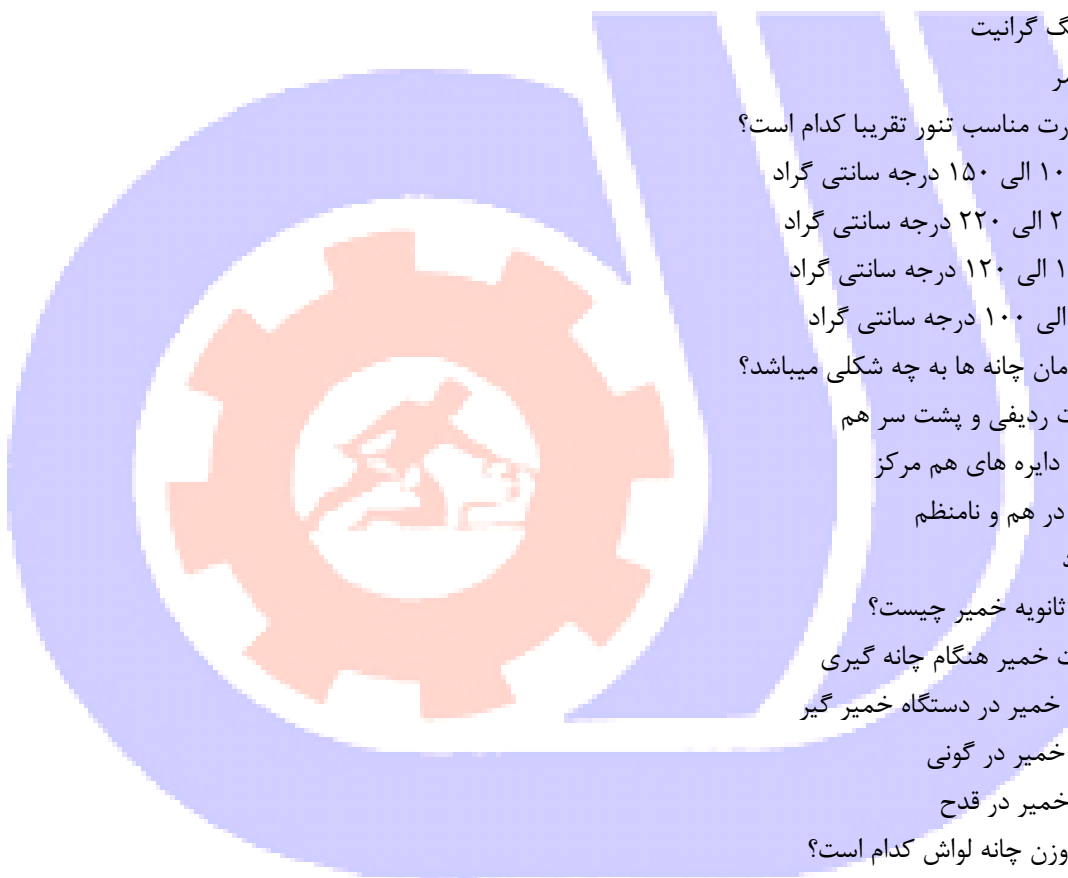 گ گرانیت
مر
رت مناسب تنور تقریبا کدام است؟
۱۰ الی ۱۵۰ درجه سانتی گراد
۲ الی ۲۲۰ درجه سانتی گراد
۱ الی ۱۲۰ درجه سانتی گراد
الی ۱۰۰ درجه سانتی گراد
مان چانه ها به چه شکلی میباشد؟
ت ردیفی و پشت سر هم
دایره های هم مرکز
در هم و نامنظم
ثانویه خمیر چیست؟
ت خمیر هنگام چانه گیری
خمیر در دستگاه خمیر گیر
خمیر در گونی
خمیر در قدح
وزن چانه لواش کدام است؟